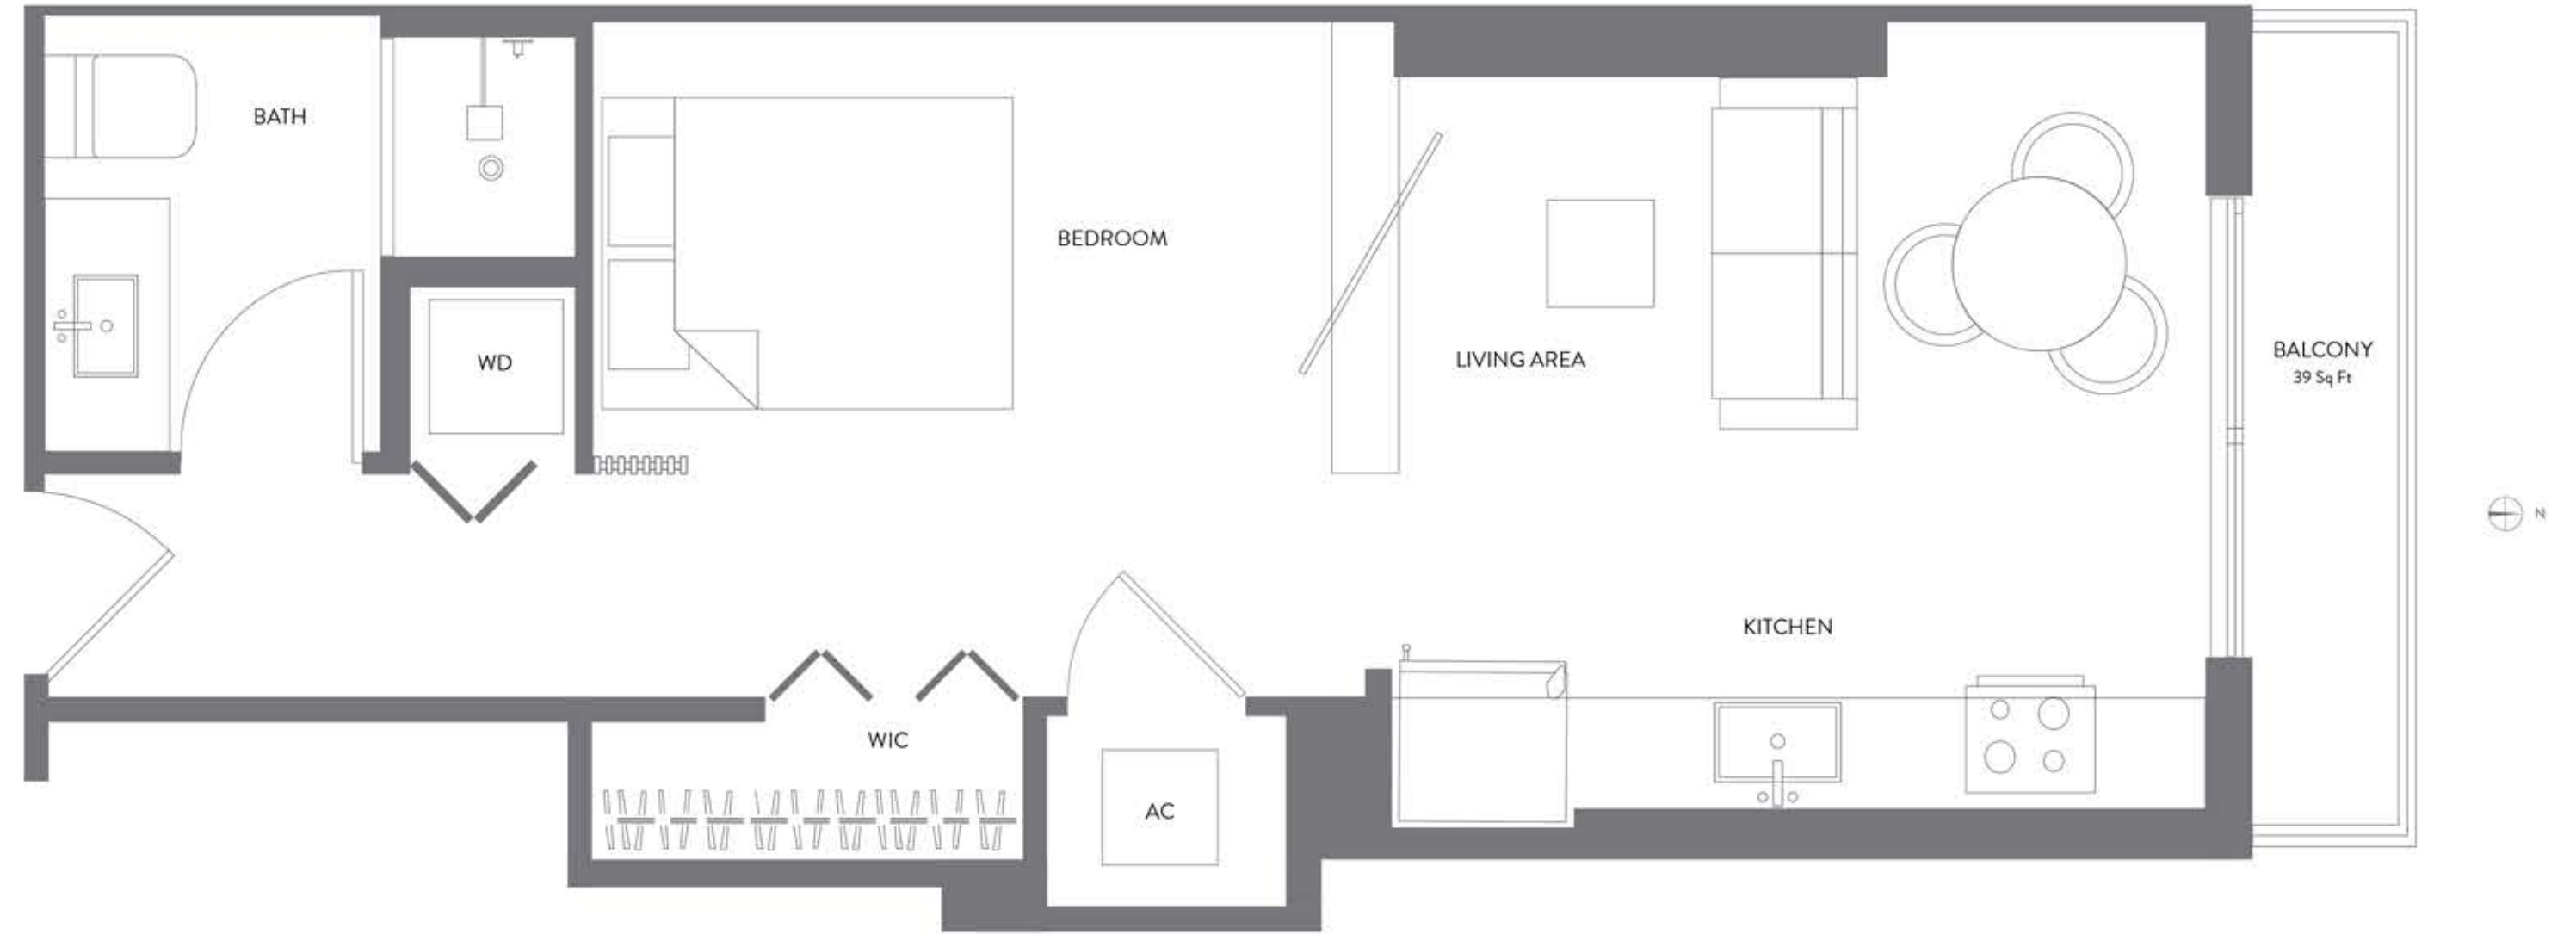 BATH
WD
BEDROOM
LIVING AREA
BALCONY
39 Sq Ft
N
KITCHEN
WIC
AC